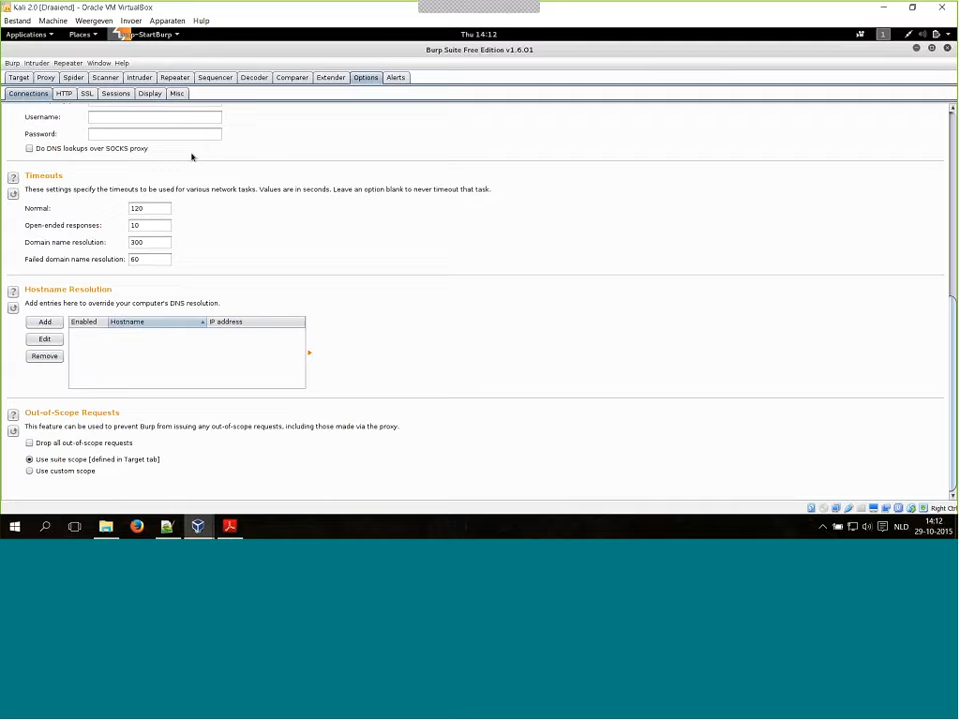 Kali 2.0 [Draaiend] - Oracle VM VirtualBox
Bestand Machine Weergeven Invoer Apparaten Hulp
Applications Places -StartBurp Thu 14:12 1
Burp Suite Free Edition v1.6.01
Burp Intruder Repeater Window Help
Target Proxy Spider Scanner Intruder Repeater Sequencer Decoder Comparer Extender Options Alerts
Connections HTTP SSL Sessions Display Misc
Username:
Password:
Do DNS lookups over SOCKS proxy
? Timeouts
These settings specify the timeouts to be used for various network tasks. Values are in seconds. Leave an option blank to never timeout that task.
Normal: 120
Open-ended responses: 10
Domain name resolution: 300
Failed domain name resolution: 60
? Hostname Resolution
Add entries here to override your computer's DNS resolution.
Add Enabled Hostname IP address
Edit
Remove
? Out-of-Scope Requests
This feature can be used to prevent Burp from issuing any out-of-scope requests, including those made via the proxy.
Drop all out-of-scope requests
Use suite scope [defined in Target tab]
Use custom scope
Right Ctrl
NLD 14:12
29-10-2015